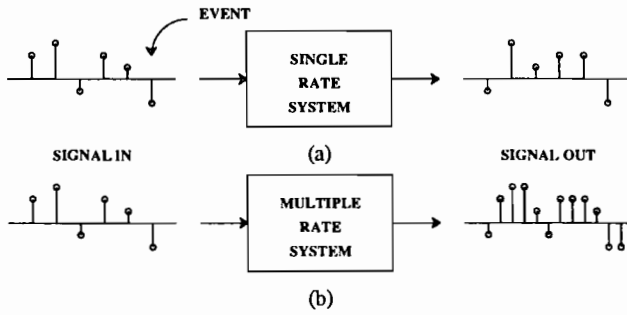 EVENT
SINGLE
RATE
SYSTEM
(a)
SIGNAL IN
SIGNAL OUT
MULTIPLE
RATE
SYSTEM
(b)